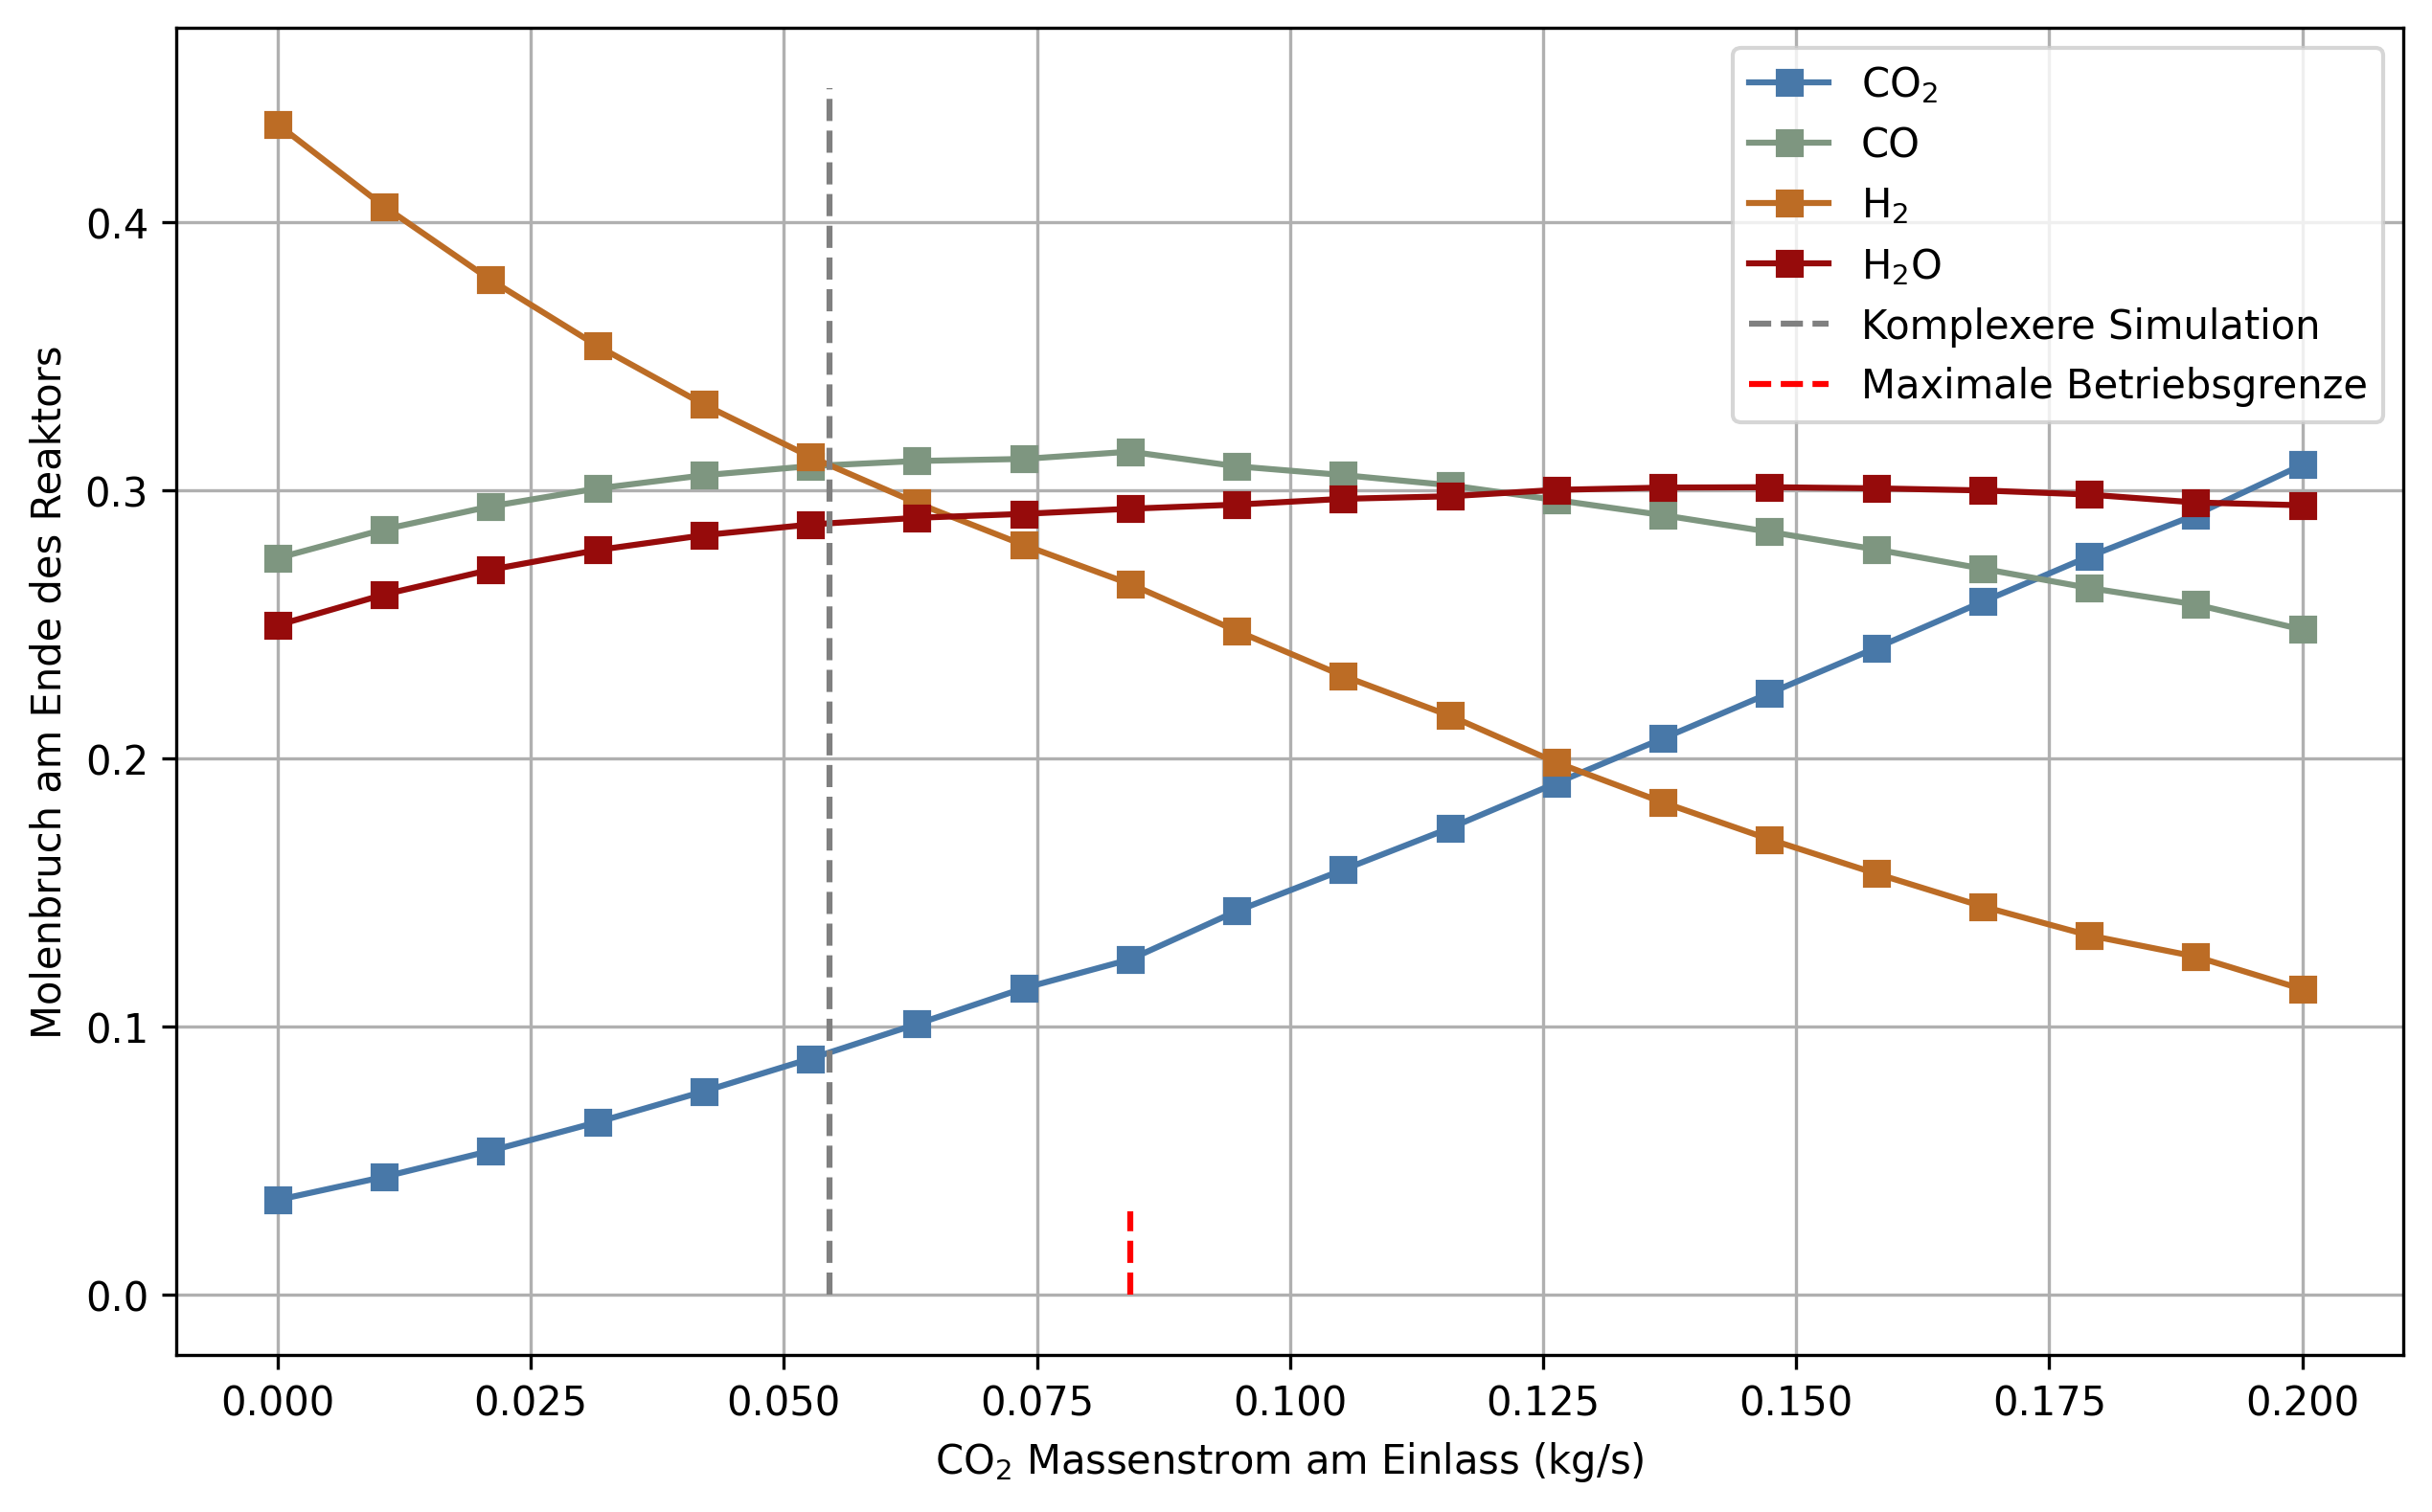 CO₂
CO
H₂
H₂O
Komplexere Simulation
Maximale Betriebsgrenze
Molenbruch am Ende des Reaktors
0.4
0.3
0.2
0.1
0.0
0.000 0.025 0.050 0.075 0.100 0.125 0.150 0.175 0.200
CO₂ Massenstrom am Einlass (kg/s)